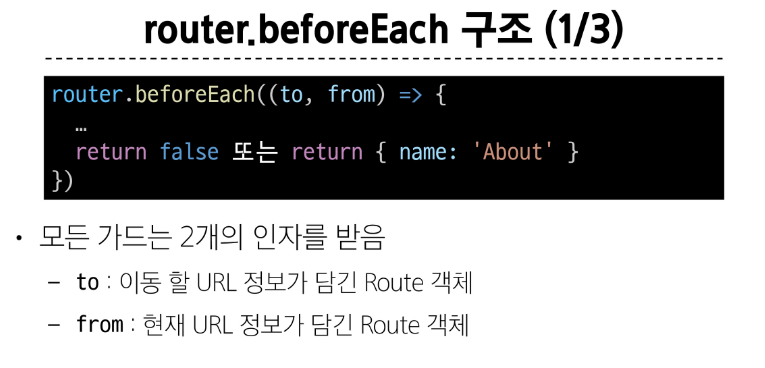 router.beforeEach 구조 (1/3)
router.beforeEach((to, from) => {
…
return false 또는 return { name: 'About' }
})
• 모든 가드는 2개의 인자를 받음
– to : 이동 할 URL 정보가 담긴 Route 객체
– from : 현재 URL 정보가 담긴 Route 객체